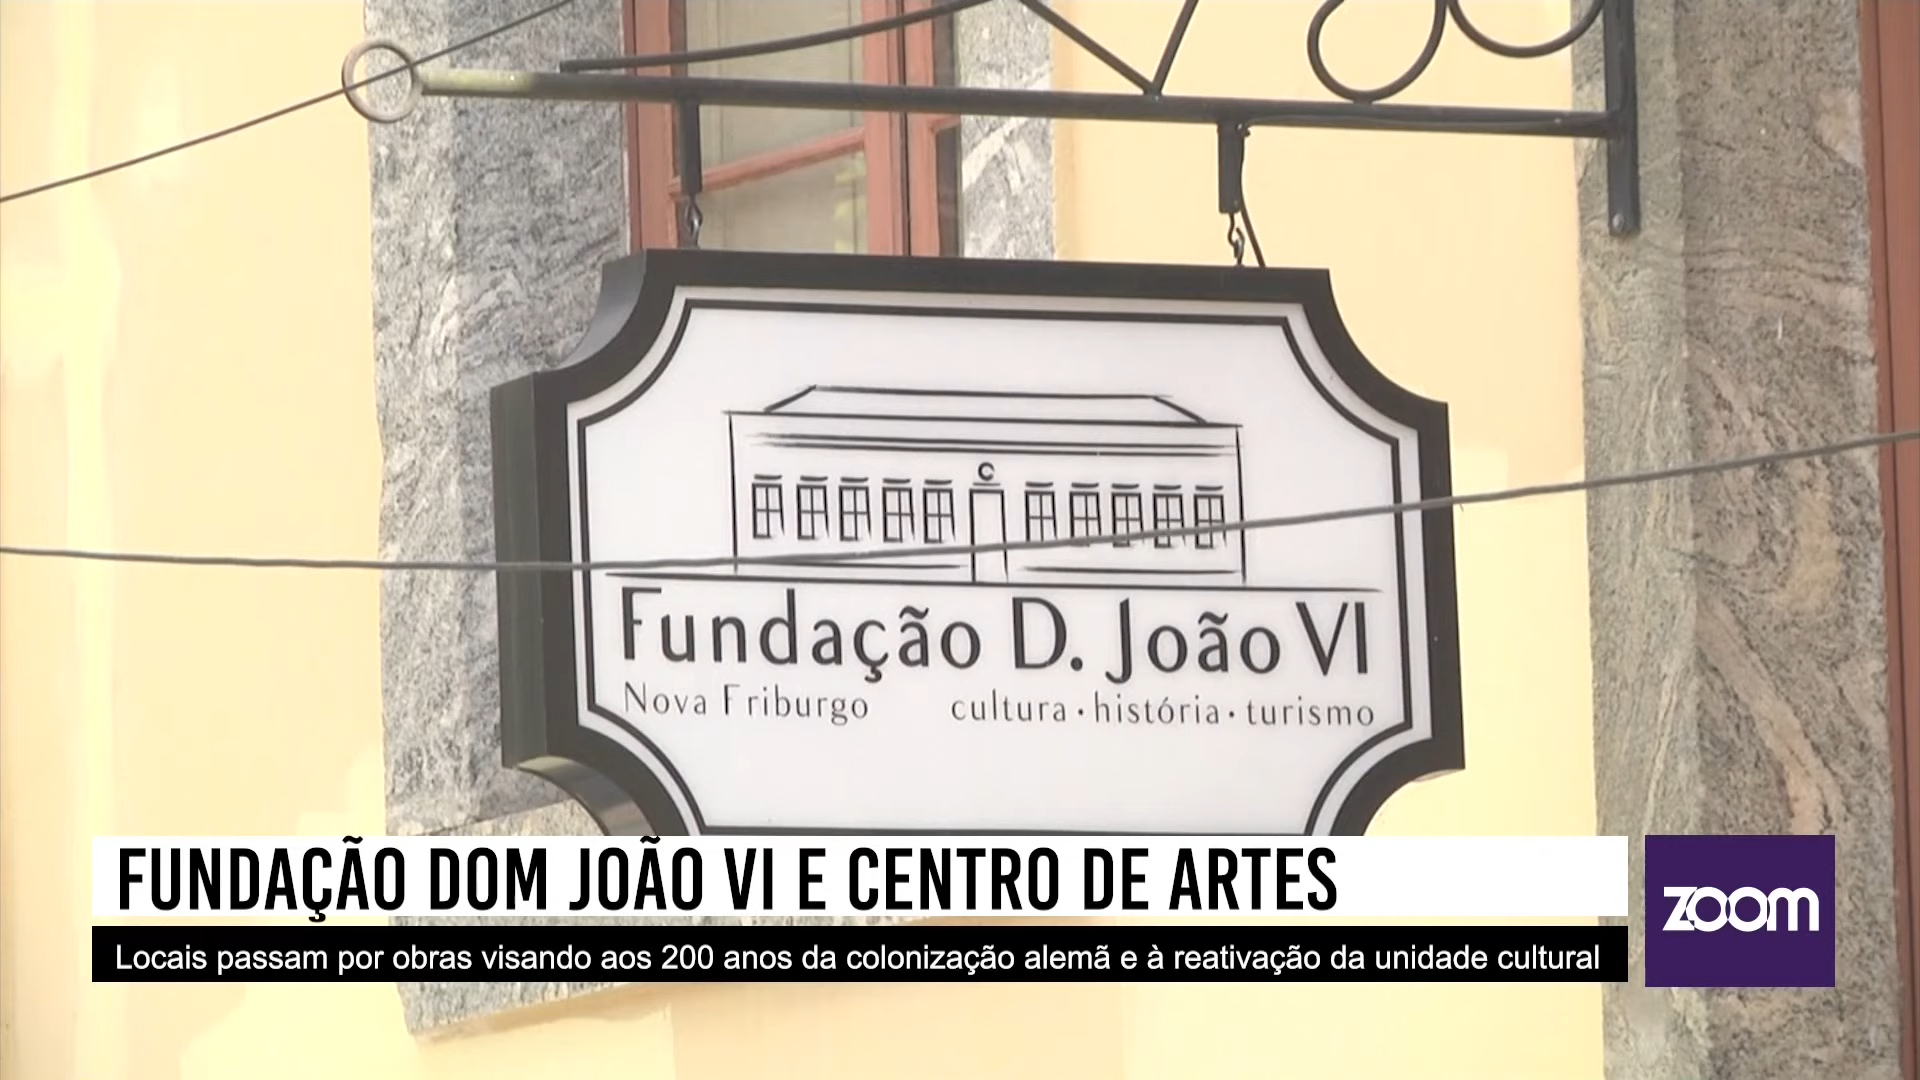 Fundação D. João VI
Nova Friburgo cultura · história · turismo
FUNDAÇÃO DOM JOÃO VI E CENTRO DE ARTES
zoom
Locais passam por obras visando aos 200 anos da colonização alemã e à reativação da unidade cultural